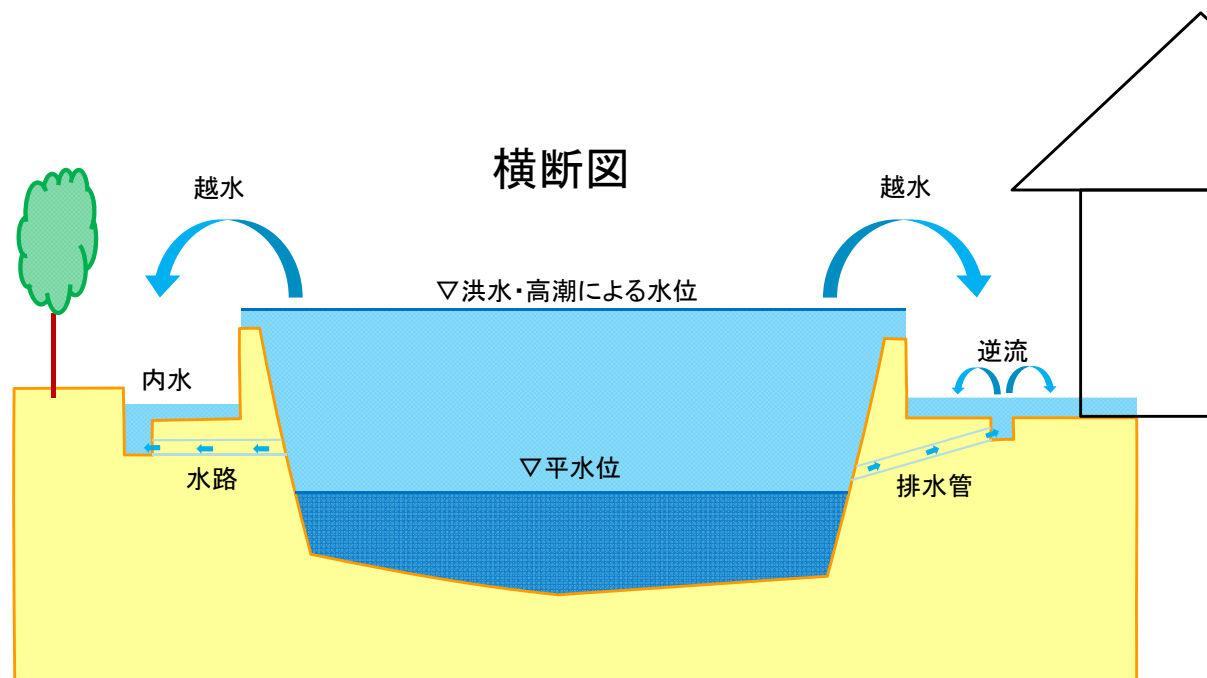 横断図
越水
越水
▽洪水・高潮による水位
逆流
内水
▽平水位
水路
排水管